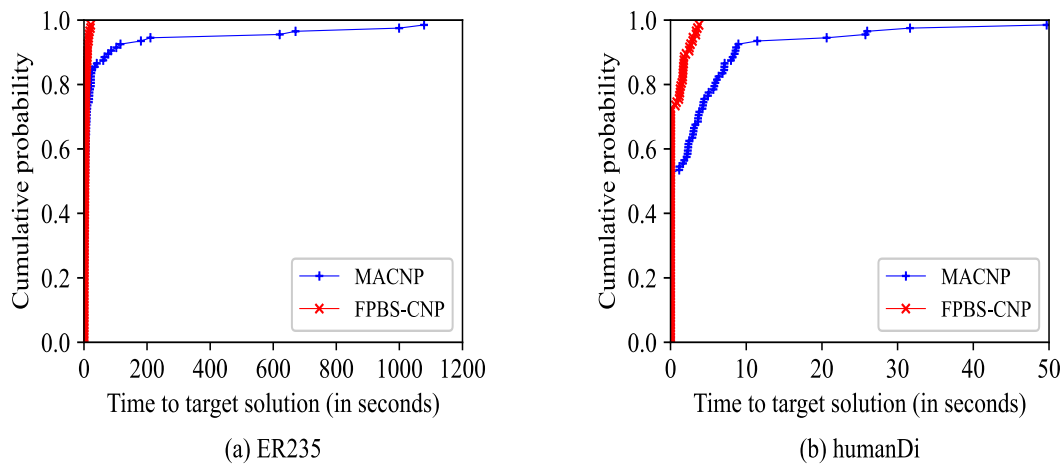 Cumulative probability
1.0
0.8
0.6
0.4
0.2
0.0
MACNP
FPBS-CNP
0 200 400 600 800 1000 1200
Time to target solution (in seconds)
(a) ER235
Cumulative probability
1.0
0.8
0.6
0.4
0.2
0.0
MACNP
FPBS-CNP
0 10 20 30 40 50
Time to target solution (in seconds)
(b) humanDi